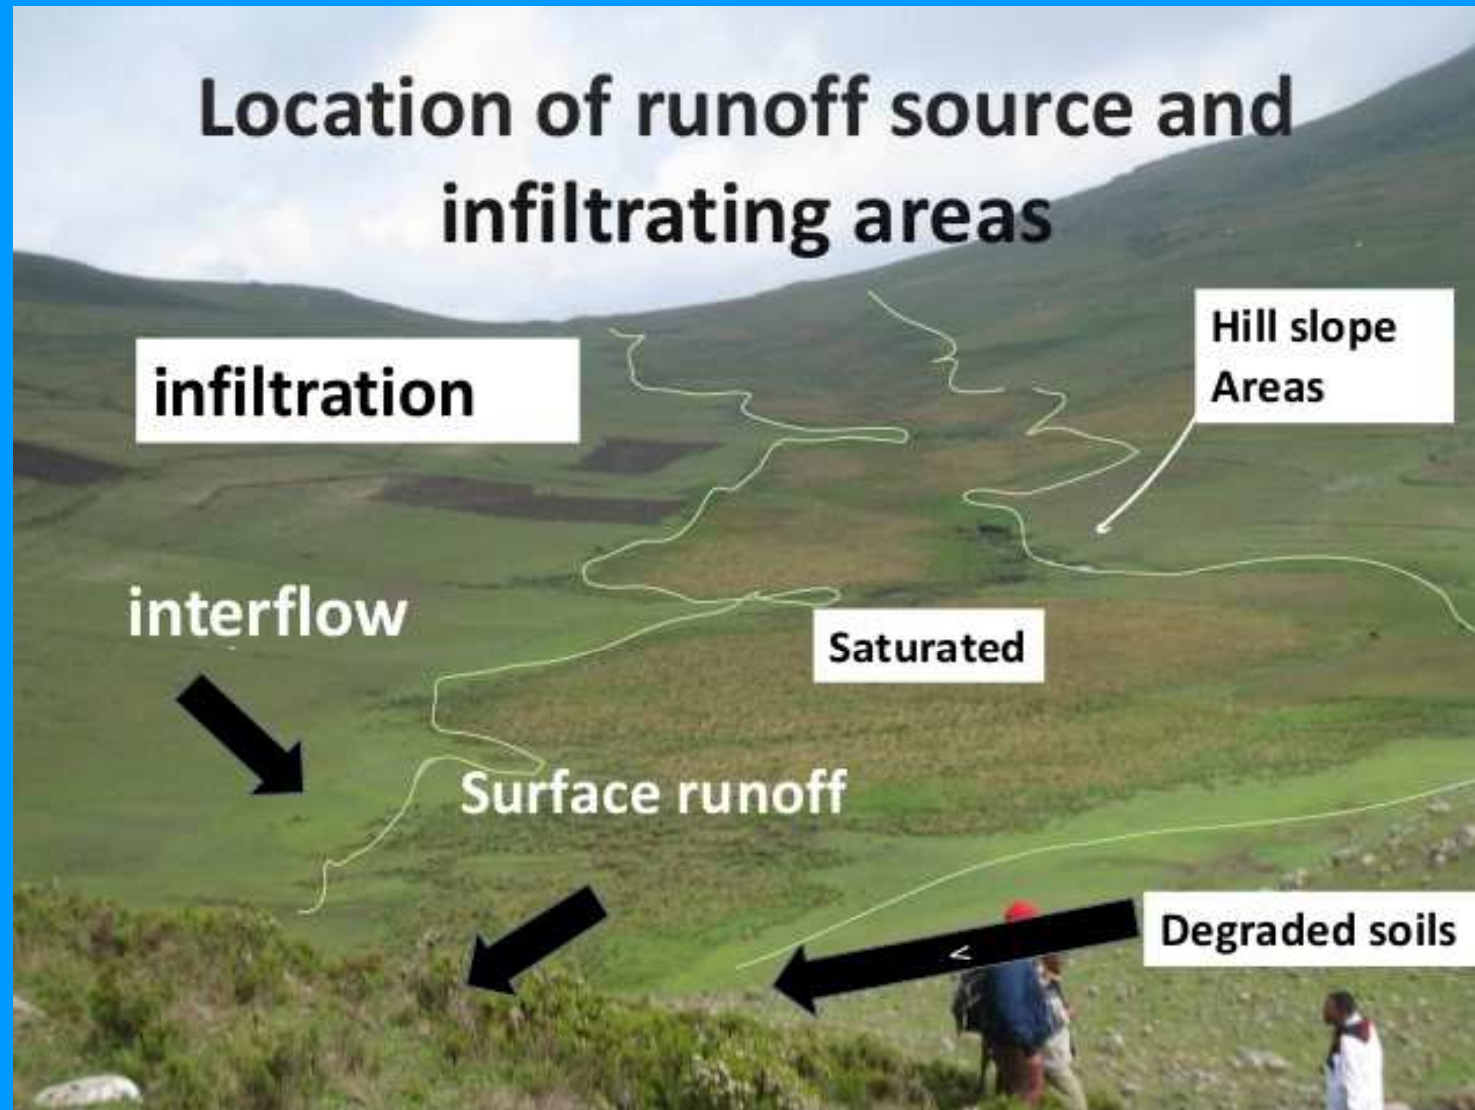 Location of runoff source and
infiltrating areas
Hill slope
Areas
infiltration
interflow
Saturated
Surface runoff
Degraded soils
<